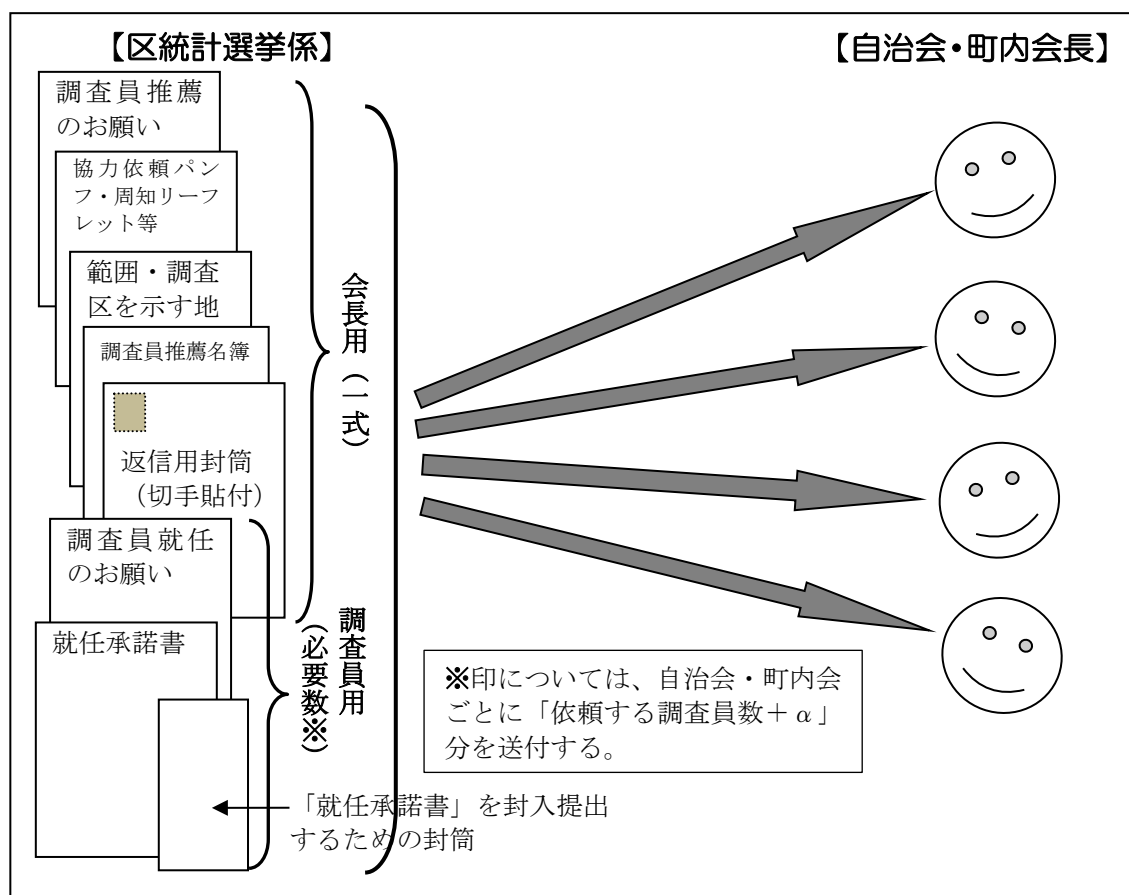 【区統計選挙係】
【自治会・町内会長】
調査員推薦
のお願い
協力依頼パン
フ・周知リーフ
レット等
範囲・調査
区を示す地
調査員推薦名簿
返信用封筒
（切手貼付）
会長用（一式）
調査員就任
のお願い
就任承諾書
調査員用
（必要数※）
「就任承諾書」を封入提出
するための封筒
※印については、自治会・町内会
ごとに「依頼する調査員数＋α」
分を送付する。